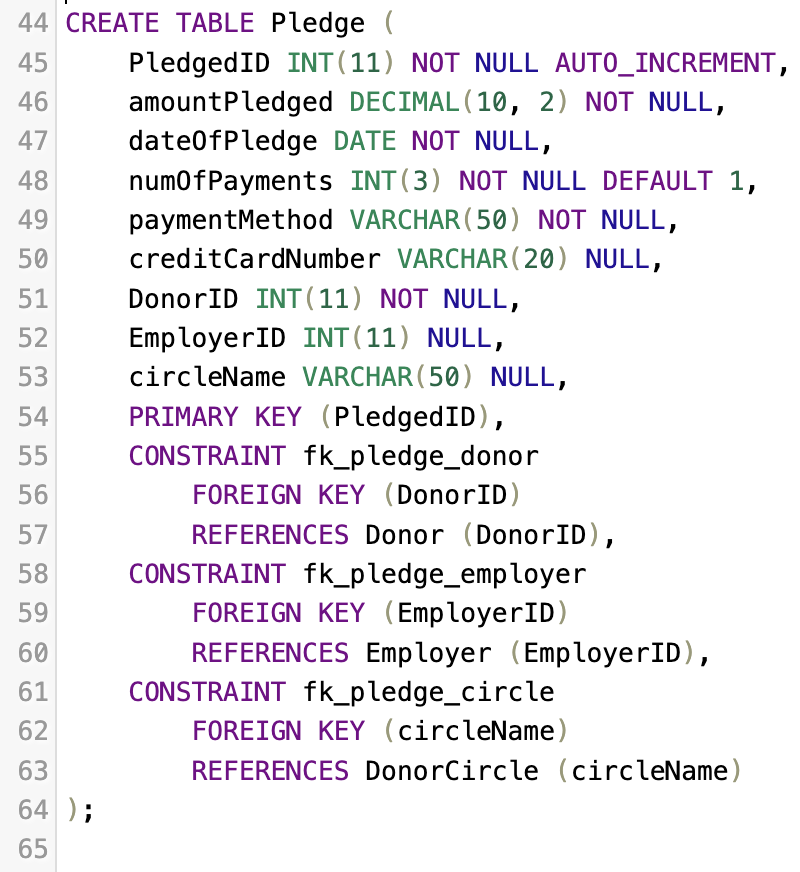 44 CREATE TABLE Pledge (
45     PledgedID INT(11) NOT NULL AUTO_INCREMENT,
46     amountPledged DECIMAL(10, 2) NOT NULL,
47     dateOfPledge DATE NOT NULL,
48     numOfPayments INT(3) NOT NULL DEFAULT 1,
49     paymentMethod VARCHAR(50) NOT NULL,
50     creditCardNumber VARCHAR(20) NULL,
51     DonorID INT(11) NOT NULL,
52     EmployerID INT(11) NULL,
53     circleName VARCHAR(50) NULL,
54     PRIMARY KEY (PledgedID),
55     CONSTRAINT fk_pledge_donor
56         FOREIGN KEY (DonorID)
57         REFERENCES Donor (DonorID),
58     CONSTRAINT fk_pledge_employer
59         FOREIGN KEY (EmployerID)
60         REFERENCES Employer (EmployerID),
61     CONSTRAINT fk_pledge_circle
62         FOREIGN KEY (circleName)
63         REFERENCES DonorCircle (circleName)
64 );
65